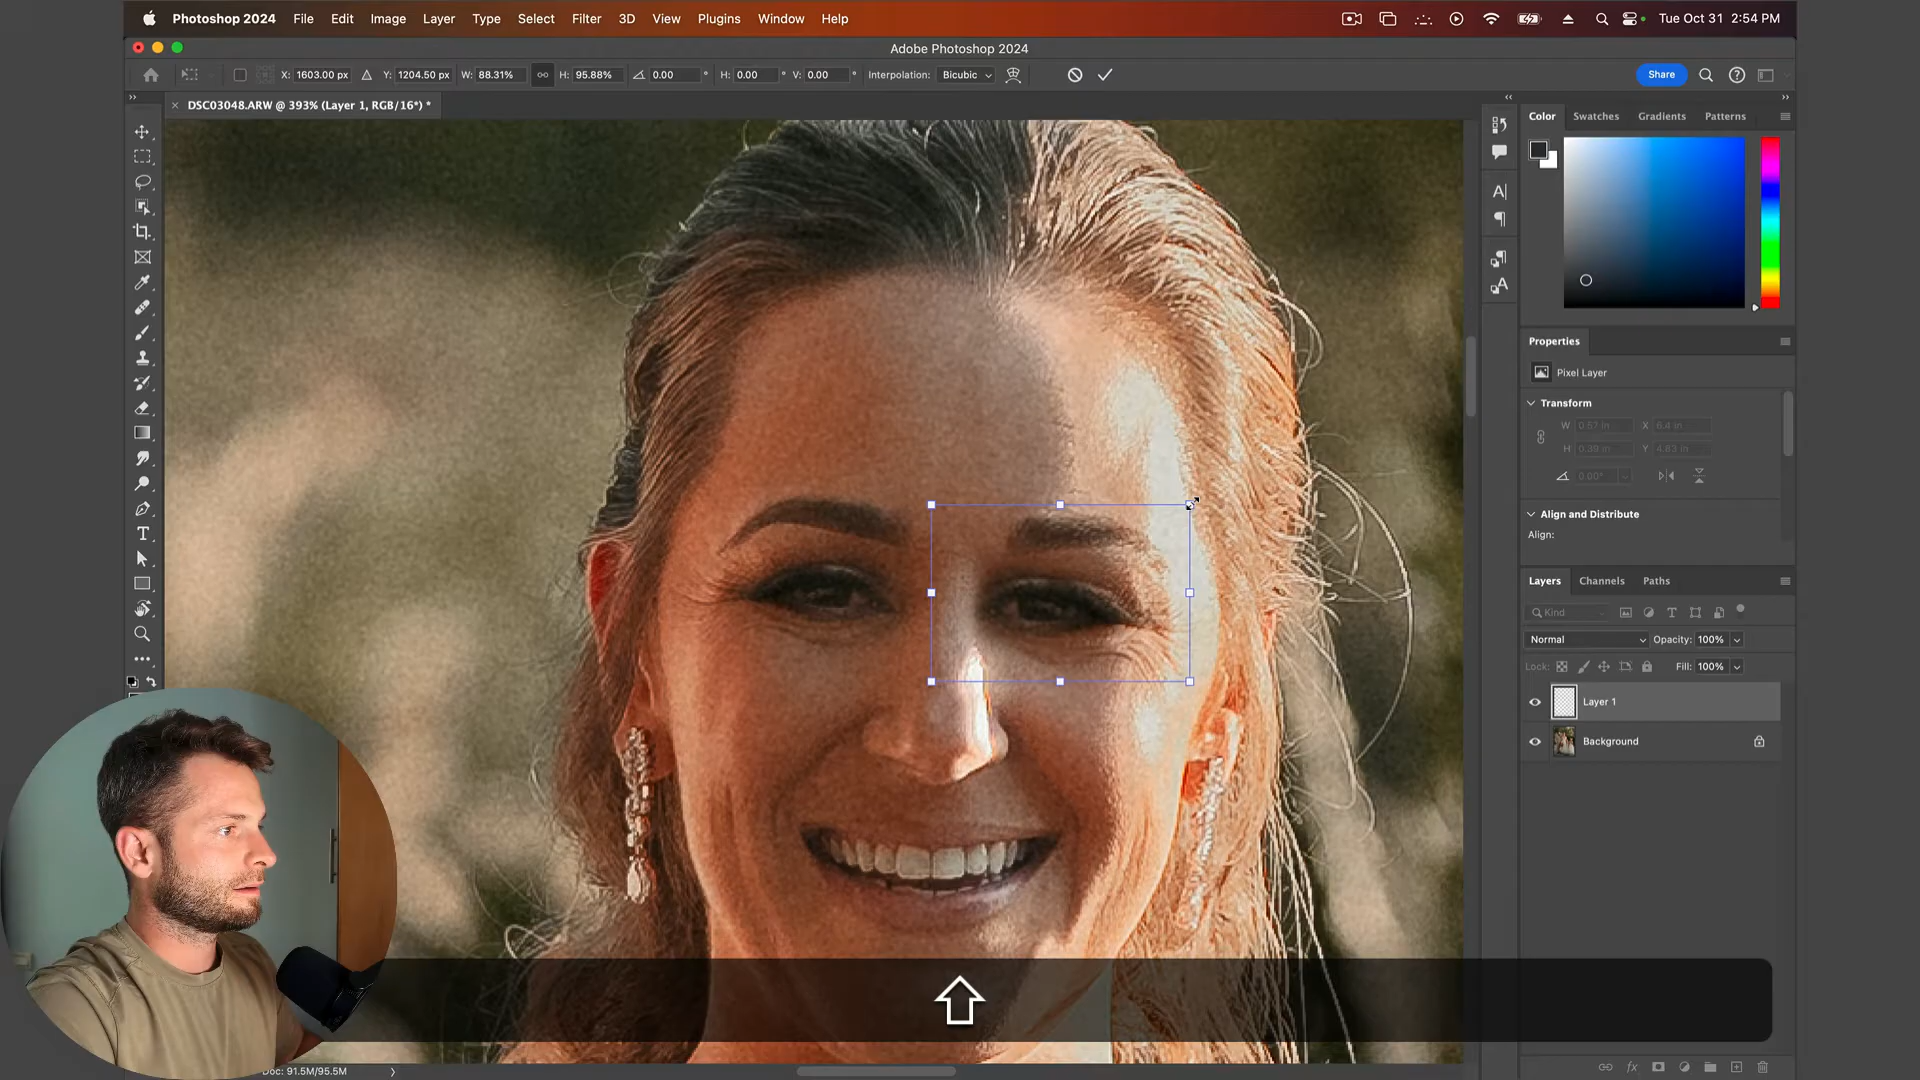 Photoshop 2024 File Edit Image Layer Type Select Filter 3D View Plugins Window Help Tue Oct 31 2:54 PM
Adobe Photoshop 2024
X: 1603.00 px Y: 1204.50 px W: 88.31% H: 95.88% 0.00 ° H: 0.00 ° V: 0.00 ° Interpolation: Bicubic Share
DSC03048.ARW @ 393% (Layer 1, RGB/16*) *
Color Swatches Gradients Patterns
Properties
Pixel Layer
Transform
W 0.57 in X 6.4 in
H 0.39 in Y 4.83 in
0.00°
Align and Distribute
Align:
Layers Channels Paths
Kind
Normal Opacity: 100%
Lock: Fill: 100%
Layer 1
Background
Doc: 91.5M/95.5M